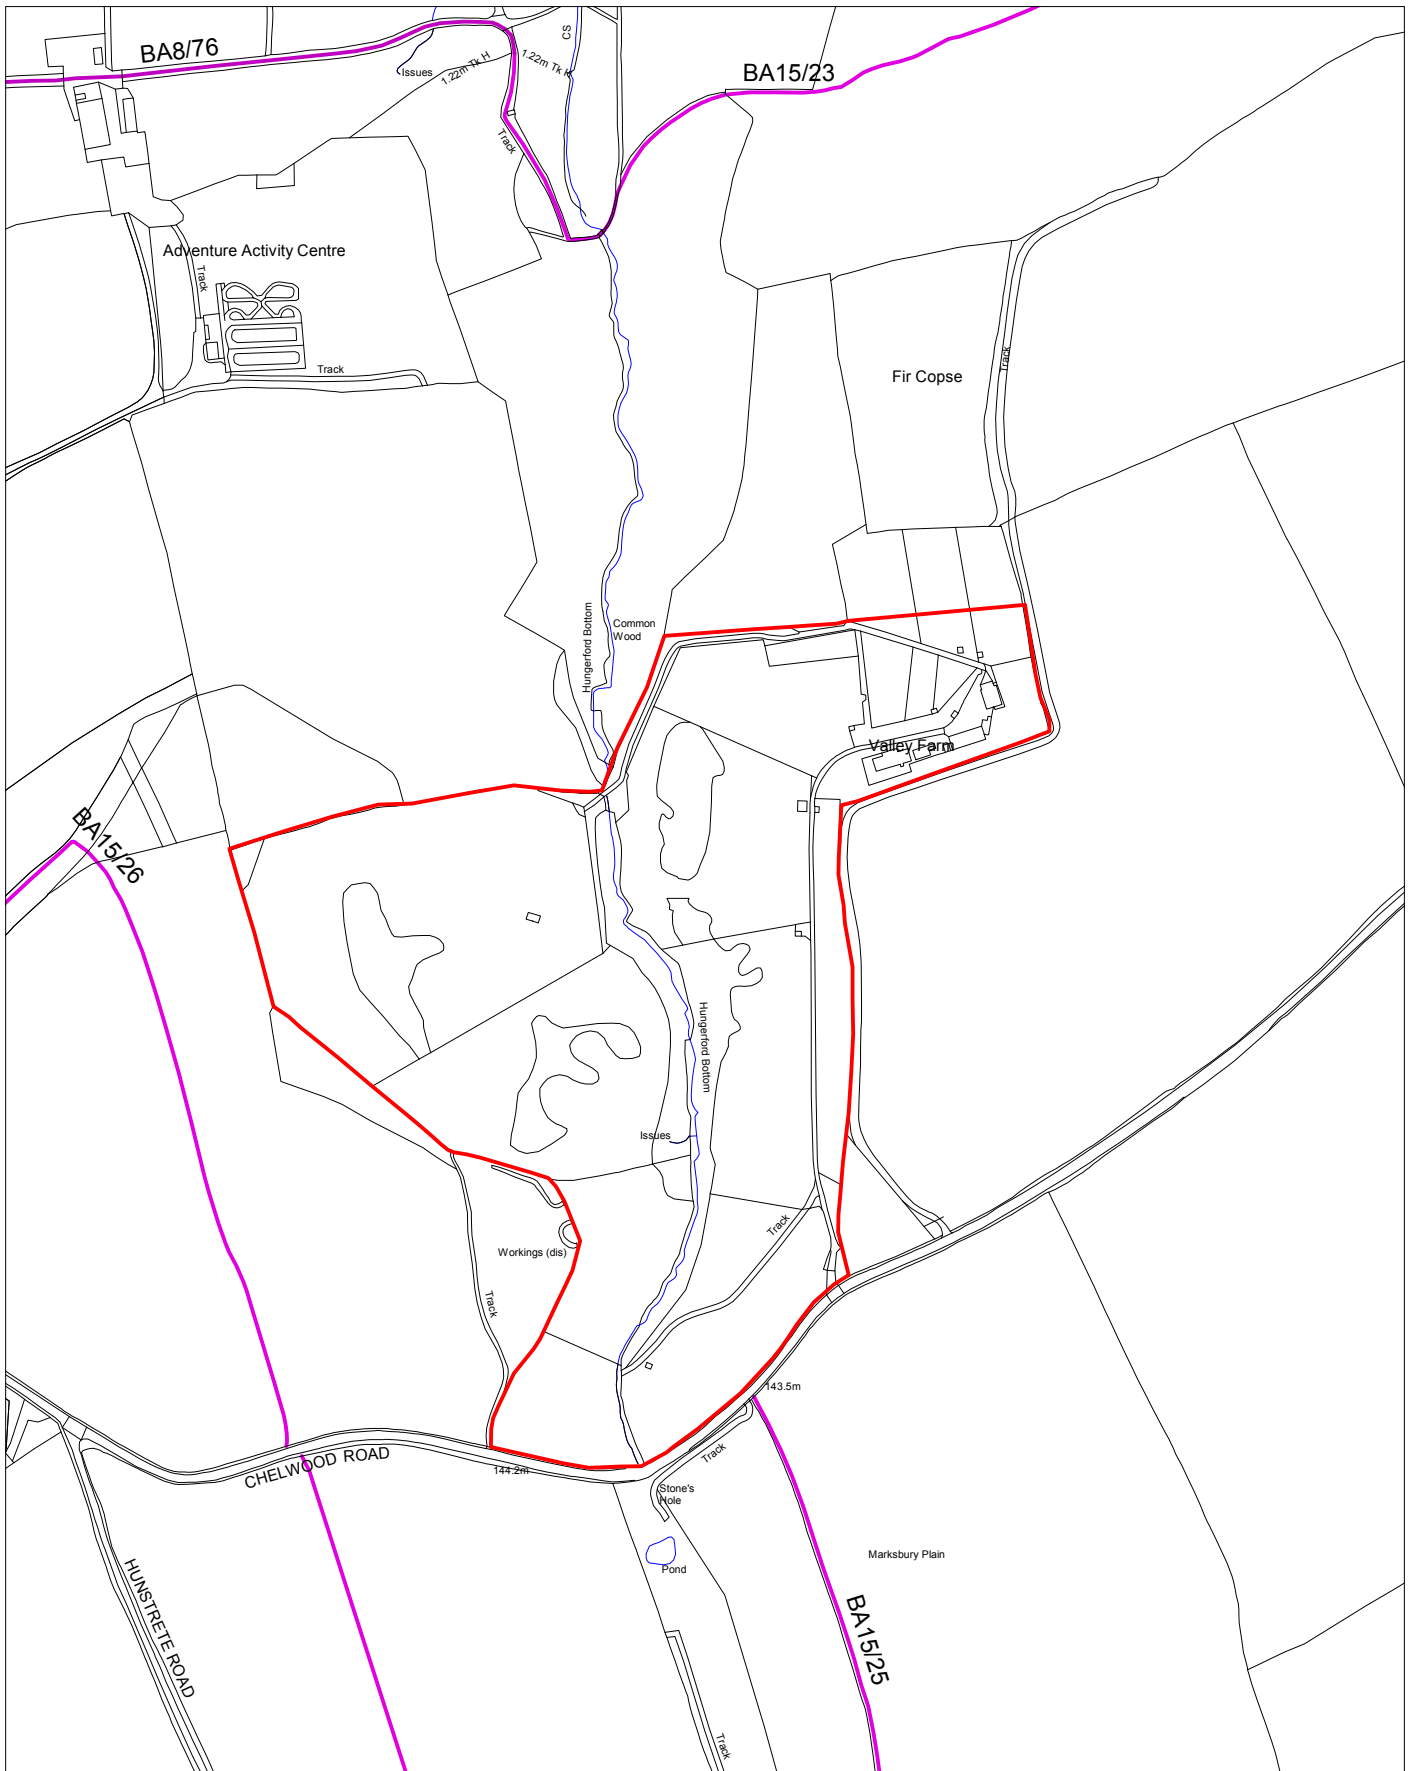 CS
BA8/76
1.22m Tk H
1.22m Tk H
Issues
BA15/23
Track
Adventure Activity Centre
Track
Track
Track
Fir Copse
Hungerford Bottom
Common
Wood
Valley Farm
BA15/26
Hungerford Bottom
Issues
Track
Workings (dis)
Track
143.5m
CHELWOOD ROAD
144.2m
Track
Stone's
Hole
Marksbury Plain
Pond
HUNSTRETE ROAD
BA15/25
Track